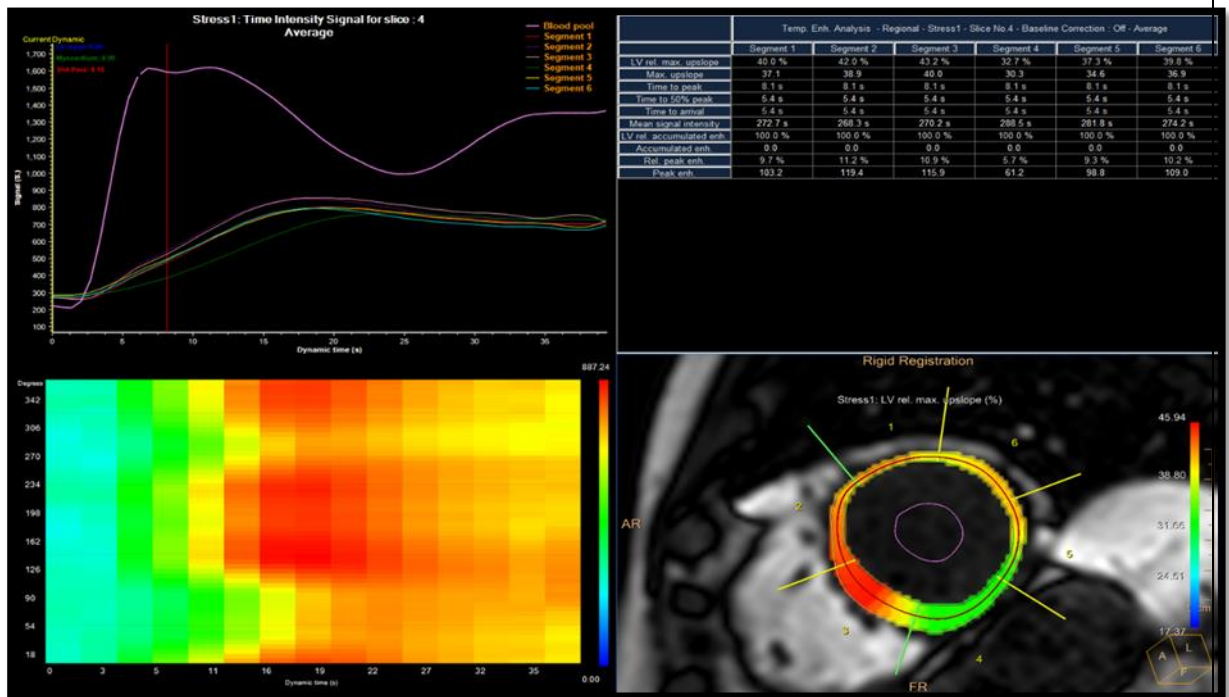 Stress1: Time Intensity Signal for slice : 4
Average
Current Dynamic
Blood pool
Segment 1
Segment 2
Segment 3
Segment 4
Segment 5
Segment 6
1,700
1,600
1,500
1,400
1,300
1,200
1,100
1,000
900
800
700
600
500
400
300
200
100
Signal (S.)
0 5 10 15 20 25 30 35
Dynamic time (s)
Temp. Enh. Analysis - Regional - Stress1 - Slice No.4 - Baseline Correction : Off - Average
Segment 1 Segment 2 Segment 3 Segment 4 Segment 5 Segment 6
LV rel. max. upslope 40.0 % 42.0 % 43.2 % 32.7 % 37.3 % 39.8 %
Max. upslope 37.1 38.9 40.0 30.3 34.6 36.9
Time to peak 8.1 s 8.1 s 8.1 s 8.1 s 8.1 s 8.1 s
Time to 50% peak 5.4 s 5.4 s 5.4 s 5.4 s 5.4 s 5.4 s
Time to arrival 5.4 s 5.4 s 5.4 s 5.4 s 5.4 s 5.4 s
Mean signal intensity 272.7 s 268.3 s 270.2 s 288.5 s 281.8 s 274.2 s
LV rel. accumulated enh. 100.0 % 100.0 % 100.0 % 100.0 % 100.0 % 100.0 %
Accumulated enh. 0.0 0.0 0.0 0.0 0.0 0.0
Rel. peak enh. 9.7 % 11.2 % 10.9 % 5.7 % 9.3 % 10.2 %
Peak enh. 103.2 119.4 115.9 61.2 98.8 109.0
887.24
Degrees
342
306
270
234
198
162
126
90
54
18
0 3 5 11 16 19 22 27 32 35
Dynamic time (s)
0.00
Rigid Registration
Stress1: LV rel. max. upslope (%)
1
6
2
5
3
4
AR
FR
45.94
38.80
31.66
24.51
17.37
A
L
F